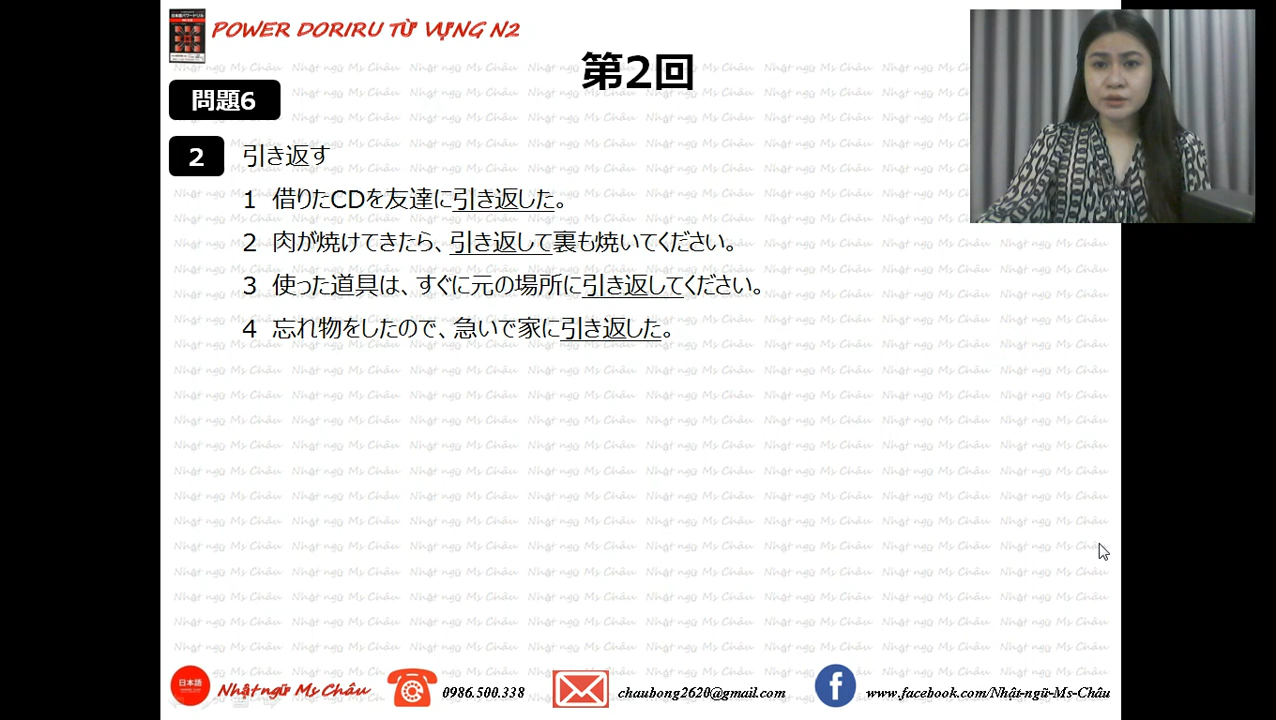 POWER DORIRU TỪ VỰNG N2
第2回
問題6
2 引き返す
1 借りたCDを友達に引き返した。
2 肉が焼けてきたら、引き返して裏も焼いてください。
3 使った道具は、すぐに元の場所に引き返してください。
4 忘れ物をしたので、急いで家に引き返した。
日本語 Nhật ngữ Ms Châu 0986.500.338 chaubong2620@gmail.com www.facebook.com/Nhật-ngữ-Ms-Châu